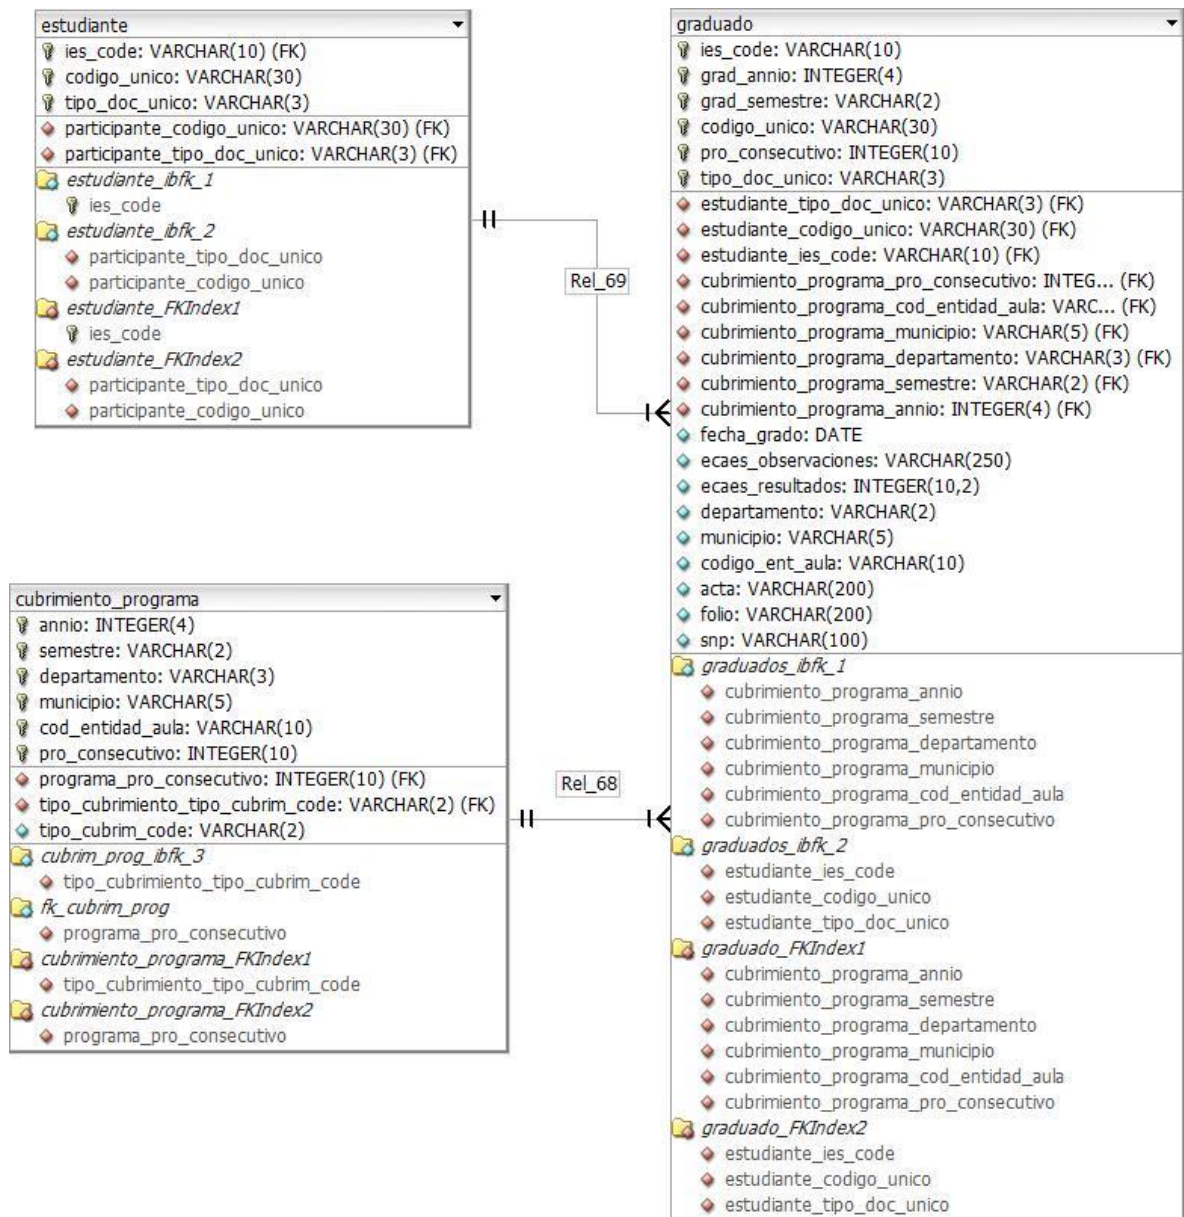 estudiante
ies_code: VARCHAR(10) (FK)
codigo_unico: VARCHAR(30)
tipo_doc_unico: VARCHAR(3)
participante_codigo_unico: VARCHAR(30) (FK)
participante_tipo_doc_unico: VARCHAR(3) (FK)
estudiante_ibfk_1
ies_code
estudiante_ibfk_2
participante_tipo_doc_unico
participante_codigo_unico
estudiante_FKIndex1
ies_code
estudiante_FKIndex2
participante_tipo_doc_unico
participante_codigo_unico
Rel_69
graduado
ies_code: VARCHAR(10)
grad_annio: INTEGER(4)
grad_semestre: VARCHAR(2)
codigo_unico: VARCHAR(30)
pro_consecutivo: INTEGER(10)
tipo_doc_unico: VARCHAR(3)
estudiante_tipo_doc_unico: VARCHAR(3) (FK)
estudiante_codigo_unico: VARCHAR(30) (FK)
estudiante_ies_code: VARCHAR(10) (FK)
cubrimiento_programa_pro_consecutivo: INTEG... (FK)
cubrimiento_programa_cod_entidad_aula: VARC... (FK)
cubrimiento_programa_municipio: VARCHAR(5) (FK)
cubrimiento_programa_departamento: VARCHAR(3) (FK)
cubrimiento_programa_semestre: VARCHAR(2) (FK)
cubrimiento_programa_annio: INTEGER(4) (FK)
fecha_grado: DATE
ecaes_observaciones: VARCHAR(250)
ecaes_resultados: INTEGER(10,2)
departamento: VARCHAR(2)
municipio: VARCHAR(5)
codigo_ent_aula: VARCHAR(10)
acta: VARCHAR(200)
folio: VARCHAR(200)
snp: VARCHAR(100)
graduados_ibfk_1
cubrimiento_programa_annio
cubrimiento_programa_semestre
cubrimiento_programa_departamento
cubrimiento_programa_municipio
cubrimiento_programa_cod_entidad_aula
cubrimiento_programa_pro_consecutivo
graduados_ibfk_2
estudiante_ies_code
estudiante_codigo_unico
estudiante_tipo_doc_unico
graduado_FKIndex1
cubrimiento_programa_annio
cubrimiento_programa_semestre
cubrimiento_programa_departamento
cubrimiento_programa_municipio
cubrimiento_programa_cod_entidad_aula
cubrimiento_programa_pro_consecutivo
graduado_FKIndex2
estudiante_ies_code
estudiante_codigo_unico
estudiante_tipo_doc_unico
cubrimiento_programa
annio: INTEGER(4)
semestre: VARCHAR(2)
departamento: VARCHAR(3)
municipio: VARCHAR(5)
cod_entidad_aula: VARCHAR(10)
pro_consecutivo: INTEGER(10)
programa_pro_consecutivo: INTEGER(10) (FK)
tipo_cubrimiento_tipo_cubrim_code: VARCHAR(2) (FK)
tipo_cubrim_code: VARCHAR(2)
cubrim_prog_ibfk_3
tipo_cubrimiento_tipo_cubrim_code
fk_cubrim_prog
programa_pro_consecutivo
cubrimiento_programa_FKIndex1
tipo_cubrimiento_tipo_cubrim_code
cubrimiento_programa_FKIndex2
programa_pro_consecutivo
Rel_68